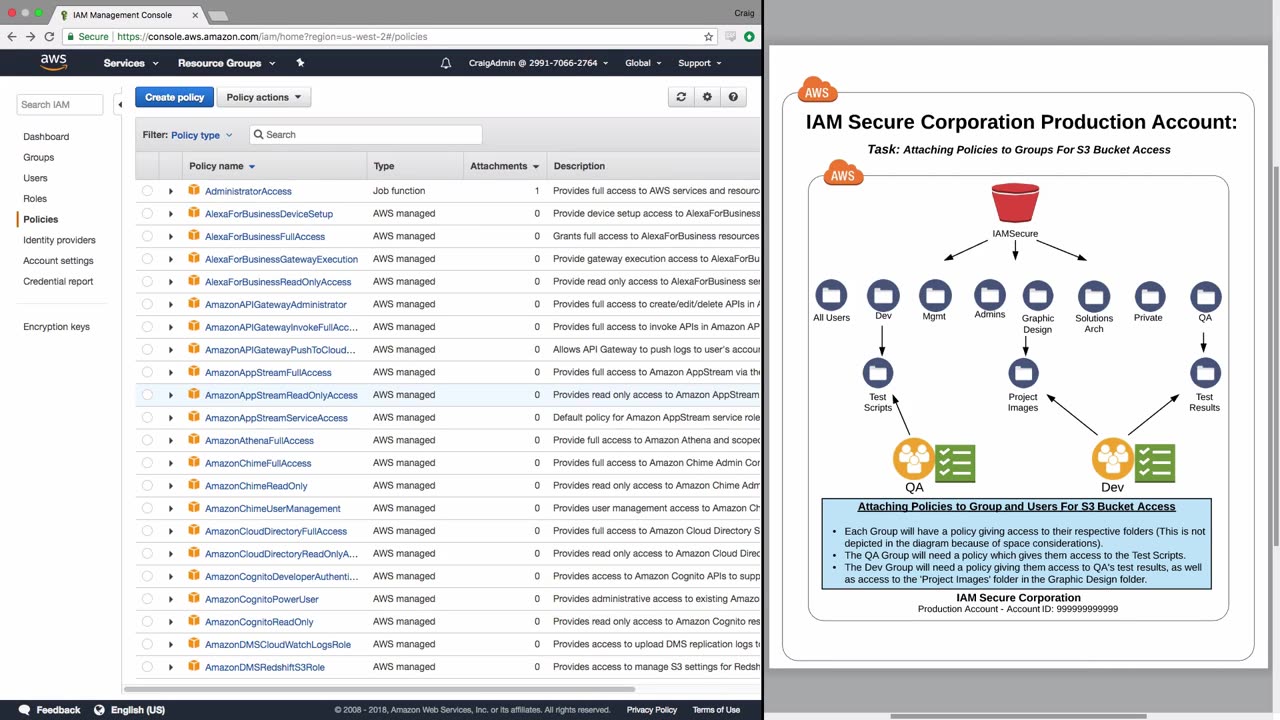 IAM Management Console
Craig
Secure | https://console.aws.amazon.com/iam/home?region=us-west-2#/policies
aws Services Resource Groups CraigAdmin @ 2991-7066-2764 Global Support
Search IAM
Dashboard
Groups
Users
Roles
Policies
Identity providers
Account settings
Credential report
Encryption keys
Create policy Policy actions
Filter: Policy type Search
Policy name Type Attachments Description
AdministratorAccess Job function 1 Provides full access to AWS services and resourc
AlexaForBusinessDeviceSetup AWS managed 0 Provide device setup access to AlexaForBusiness
AlexaForBusinessFullAccess AWS managed 0 Grants full access to AlexaForBusiness resources
AlexaForBusinessGatewayExecution AWS managed 0 Provide gateway execution access to AlexaForBu
AlexaForBusinessReadOnlyAccess AWS managed 0 Provide read only access to AlexaForBusiness ser
AmazonAPIGatewayAdministrator AWS managed 0 Provides full access to create/edit/delete APIs in A
AmazonAPIGatewayInvokeFullAcc... AWS managed 0 Provides full access to invoke APIs in Amazon AP
AmazonAPIGatewayPushToCloud... AWS managed 0 Allows API Gateway to push logs to user's accou
AmazonAppStreamFullAccess AWS managed 0 Provides full access to Amazon AppStream via the
AmazonAppStreamReadOnlyAccess AWS managed 0 Provides read only access to Amazon AppStream
AmazonAppStreamServiceAccess AWS managed 0 Default policy for Amazon AppStream service role
AmazonAthenaFullAccess AWS managed 0 Provide full access to Amazon Athena and scoped
AmazonChimeFullAccess AWS managed 0 Provides full access to Amazon Chime Admin Con
AmazonChimeReadOnly AWS managed 0 Provides read only access to Amazon Chime Adm
AmazonChimeUserManagement AWS managed 0 Provides user management access to Amazon Ch
AmazonCloudDirectoryFullAccess AWS managed 0 Provides full access to Amazon Cloud Directory S
AmazonCloudDirectoryReadOnlyA... AWS managed 0 Provides read only access to Amazon Cloud Direc
AmazonCognitoDeveloperAuthenti... AWS managed 0 Provides access to Amazon Cognito APIs to supp
AmazonCognitoPowerUser AWS managed 0 Provides administrative access to existing Amazo
AmazonCognitoReadOnly AWS managed 0 Provides read only access to Amazon Cognito res
AmazonDMSCloudWatchLogsRole AWS managed 0 Provides access to upload DMS replication logs to
AmazonDMSRedshiftS3Role AWS managed 0 Provides access to manage S3 settings for Redsh
Feedback English (US) © 2008 - 2018, Amazon Web Services, Inc. or its affiliates. All rights reserved. Privacy Policy Terms of Use
AWS
IAM Secure Corporation Production Account:
Task: Attaching Policies to Groups For S3 Bucket Access
AWS
IAMSecure
All Users
Dev
Mgmt
Admins
Graphic
Design
Solutions
Arch
Private
QA
Test
Scripts
Project
Images
Test
Results
QA
Dev
Attaching Policies to Group and Users For S3 Bucket Access
• Each Group will have a policy giving access to their respective folders (This is not
depicted in the diagram because of space considerations).
• The QA Group will need a policy which gives them access to the Test Scripts.
• The Dev Group will need a policy giving them access to QA's test results, as well
as access to the 'Project Images' folder in the Graphic Design folder.
IAM Secure Corporation
Production Account - Account ID: 999999999999